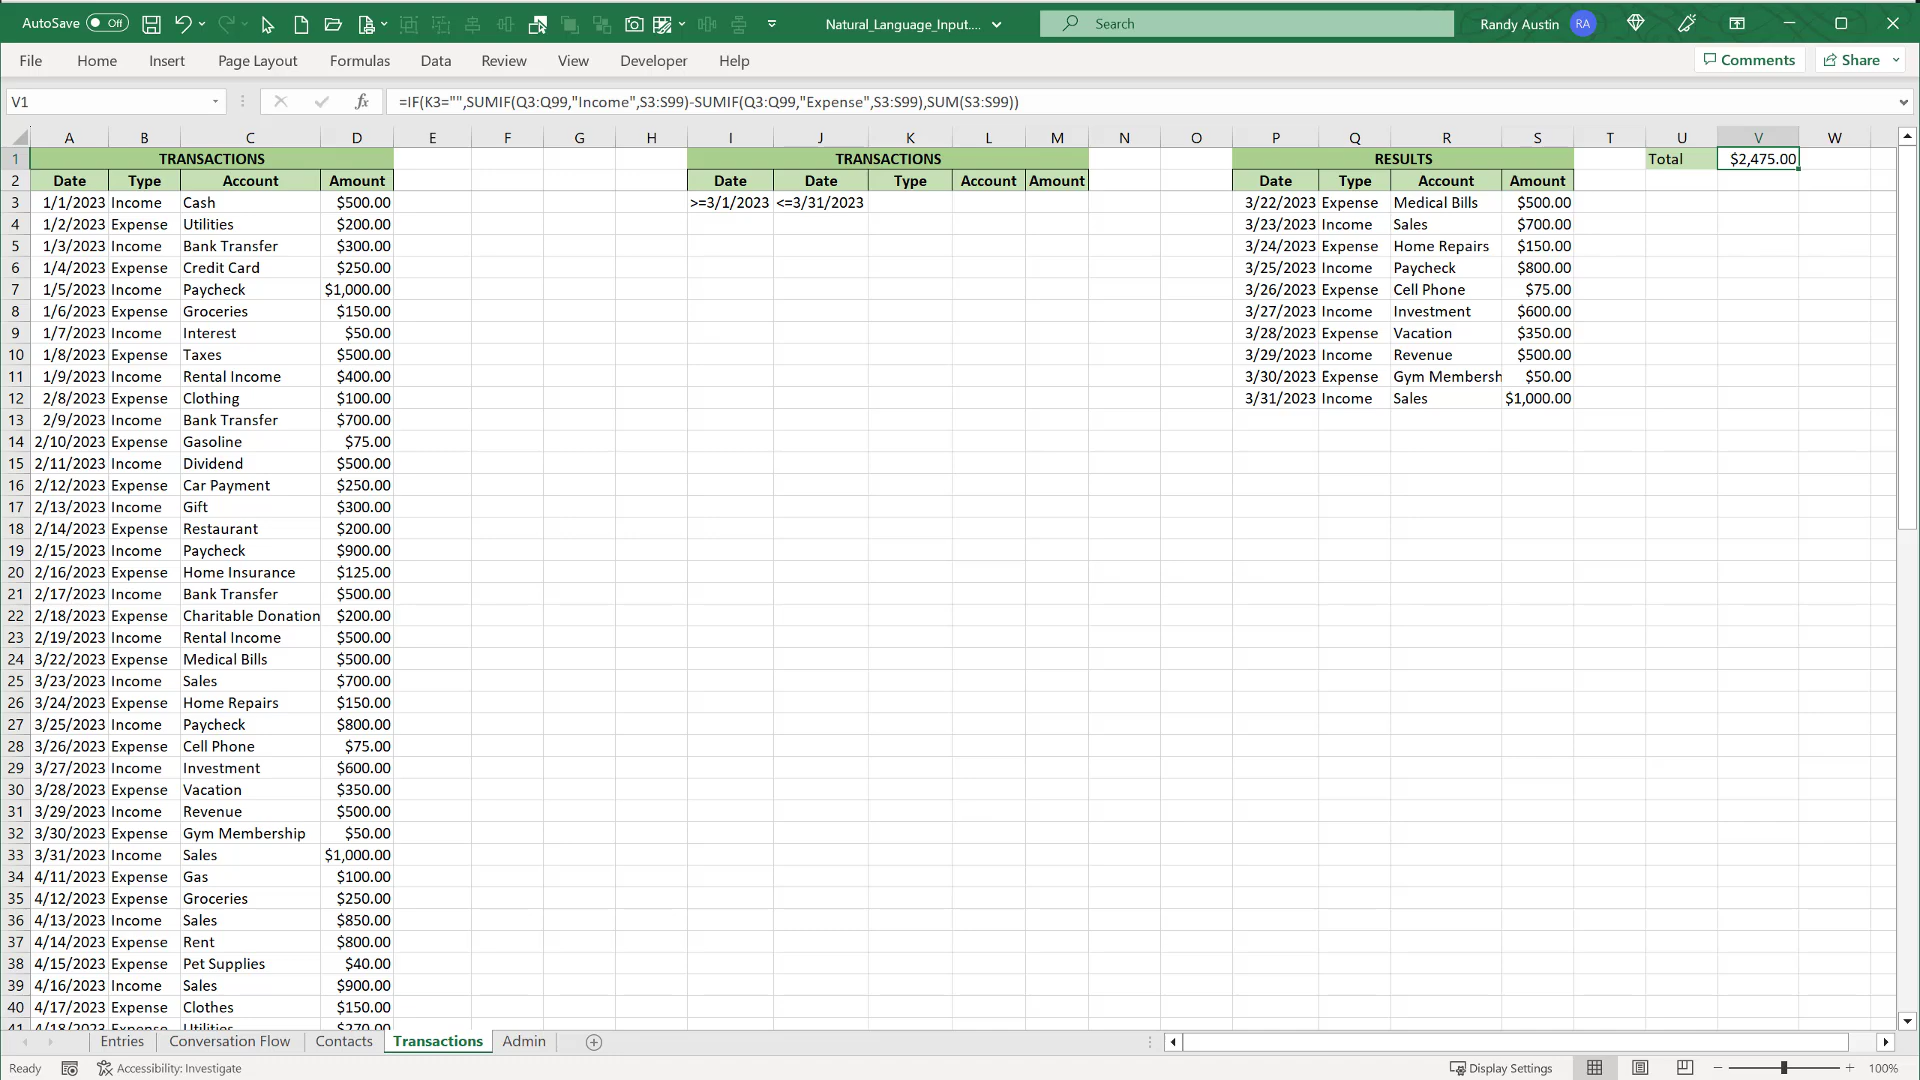 AutoSave Off Natural_Language_Input.... Search Randy Austin RA
File Home Insert Page Layout Formulas Data Review View Developer Help Comments Share
V1 fx =IF(K3="",SUMIF(Q3:Q99,"Income",S3:S99)-SUMIF(Q3:Q99,"Expense",S3:S99),SUM(S3:S99))
A B C D E F G H I J K L M N O P Q R S T U V W
1 TRANSACTIONS TRANSACTIONS RESULTS Total $2,475.00
2 Date Type Account Amount Date Date Type Account Amount Date Type Account Amount
3 1/1/2023 Income Cash $500.00 >=3/1/2023 <=3/31/2023 3/22/2023 Expense Medical Bills $500.00
4 1/2/2023 Expense Utilities $200.00 3/23/2023 Income Sales $700.00
5 1/3/2023 Income Bank Transfer $300.00 3/24/2023 Expense Home Repairs $150.00
6 1/4/2023 Expense Credit Card $250.00 3/25/2023 Income Paycheck $800.00
7 1/5/2023 Income Paycheck $1,000.00 3/26/2023 Expense Cell Phone $75.00
8 1/6/2023 Expense Groceries $150.00 3/27/2023 Income Investment $600.00
9 1/7/2023 Income Interest $50.00 3/28/2023 Expense Vacation $350.00
10 1/8/2023 Expense Taxes $500.00 3/29/2023 Income Revenue $500.00
11 1/9/2023 Income Rental Income $400.00 3/30/2023 Expense Gym Membersh $50.00
12 2/8/2023 Expense Clothing $100.00 3/31/2023 Income Sales $1,000.00
13 2/9/2023 Income Bank Transfer $700.00
14 2/10/2023 Expense Gasoline $75.00
15 2/11/2023 Income Dividend $500.00
16 2/12/2023 Expense Car Payment $250.00
17 2/13/2023 Income Gift $300.00
18 2/14/2023 Expense Restaurant $200.00
19 2/15/2023 Income Paycheck $900.00
20 2/16/2023 Expense Home Insurance $125.00
21 2/17/2023 Income Bank Transfer $500.00
22 2/18/2023 Expense Charitable Donation $200.00
23 2/19/2023 Income Rental Income $500.00
24 3/22/2023 Expense Medical Bills $500.00
25 3/23/2023 Income Sales $700.00
26 3/24/2023 Expense Home Repairs $150.00
27 3/25/2023 Income Paycheck $800.00
28 3/26/2023 Expense Cell Phone $75.00
29 3/27/2023 Income Investment $600.00
30 3/28/2023 Expense Vacation $350.00
31 3/29/2023 Income Revenue $500.00
32 3/30/2023 Expense Gym Membership $50.00
33 3/31/2023 Income Sales $1,000.00
34 4/11/2023 Expense Gas $100.00
35 4/12/2023 Expense Groceries $250.00
36 4/13/2023 Income Sales $850.00
37 4/14/2023 Expense Rent $800.00
38 4/15/2023 Expense Pet Supplies $40.00
39 4/16/2023 Income Sales $900.00
40 4/17/2023 Expense Clothes $150.00
41 4/18/2023 Expense Utilities $270.00
Entries Conversation Flow Contacts Transactions Admin
Ready Accessibility: Investigate Display Settings 100%